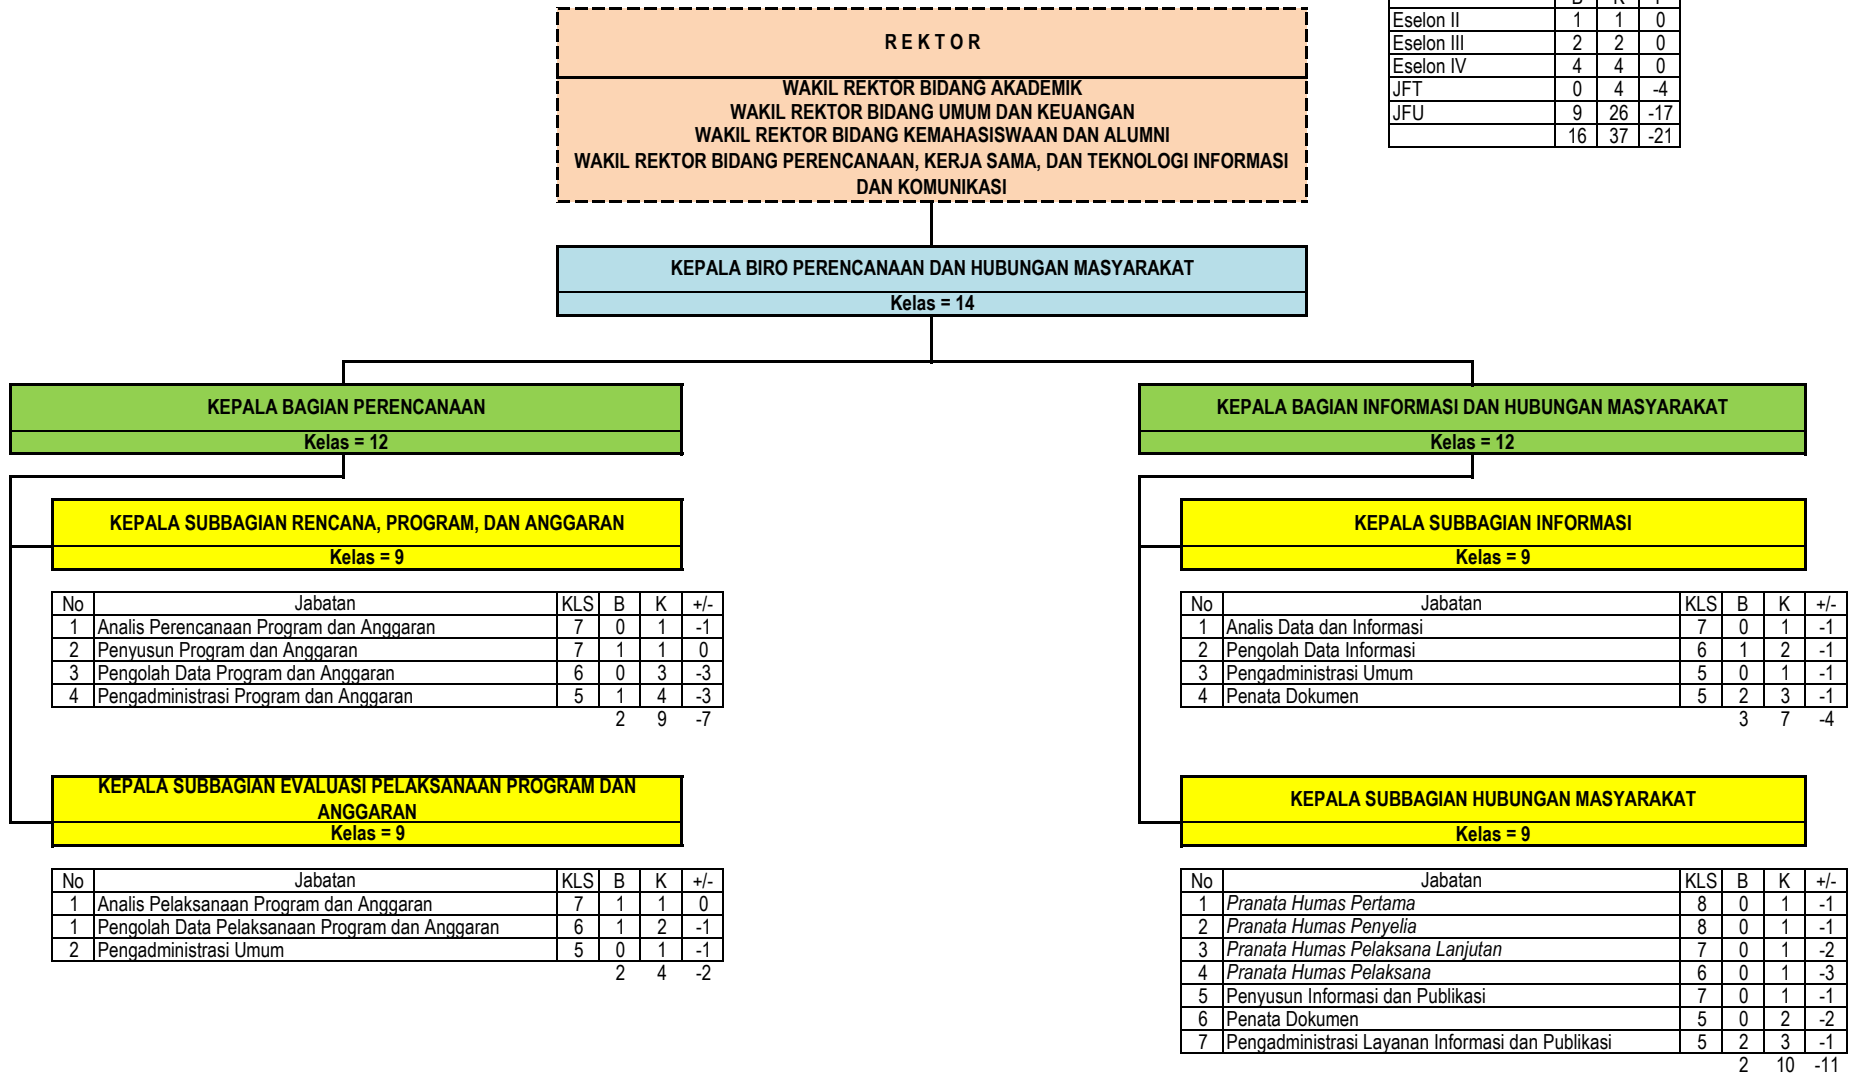 REKTOR
WAKIL REKTOR BIDANG AKADEMIK
WAKIL REKTOR BIDANG UMUM DAN KEUANGAN
WAKIL REKTOR BIDANG KEMAHASISWAAN DAN ALUMNI
WAKIL REKTOR BIDANG PERENCANAAN, KERJA SAMA, DAN TEKNOLOGI INFORMASI
DAN KOMUNIKASI
Eselon II 1 1 0
Eselon III 2 2 0
Eselon IV 4 4 0
JFT 0 4 -4
JFU 9 26 -17
16 37 -21
KEPALA BIRO PERENCANAAN DAN HUBUNGAN MASYARAKAT
Kelas = 14
KEPALA BAGIAN PERENCANAAN
Kelas = 12
KEPALA SUBBAGIAN RENCANA, PROGRAM, DAN ANGGARAN
Kelas = 9
No Jabatan KLS B K +/-
1 Analis Perencanaan Program dan Anggaran 7 0 1 -1
2 Penyusun Program dan Anggaran 7 1 1 0
3 Pengolah Data Program dan Anggaran 6 0 3 -3
4 Pengadministrasi Program dan Anggaran 5 1 4 -3
2 9 -7
KEPALA SUBBAGIAN EVALUASI PELAKSANAAN PROGRAM DAN
ANGGARAN
Kelas = 9
No Jabatan KLS B K +/-
1 Analis Pelaksanaan Program dan Anggaran 7 1 1 0
1 Pengolah Data Pelaksanaan Program dan Anggaran 6 1 2 -1
2 Pengadministrasi Umum 5 0 1 -1
2 4 -2
KEPALA BAGIAN INFORMASI DAN HUBUNGAN MASYARAKAT
Kelas = 12
KEPALA SUBBAGIAN INFORMASI
Kelas = 9
No Jabatan KLS B K +/-
1 Analis Data dan Informasi 7 0 1 -1
2 Pengolah Data Informasi 6 1 2 -1
3 Pengadministrasi Umum 5 0 1 -1
4 Penata Dokumen 5 2 3 -1
3 7 -4
KEPALA SUBBAGIAN HUBUNGAN MASYARAKAT
Kelas = 9
No Jabatan KLS B K +/-
1 Pranata Humas Pertama 8 0 1 -1
2 Pranata Humas Penyelia 8 0 1 -1
3 Pranata Humas Pelaksana Lanjutan 7 0 1 -2
4 Pranata Humas Pelaksana 6 0 1 -3
5 Penyusun Informasi dan Publikasi 7 0 1 -1
6 Penata Dokumen 5 0 2 -2
7 Pengadministrasi Layanan Informasi dan Publikasi 5 2 3 -1
2 10 -11